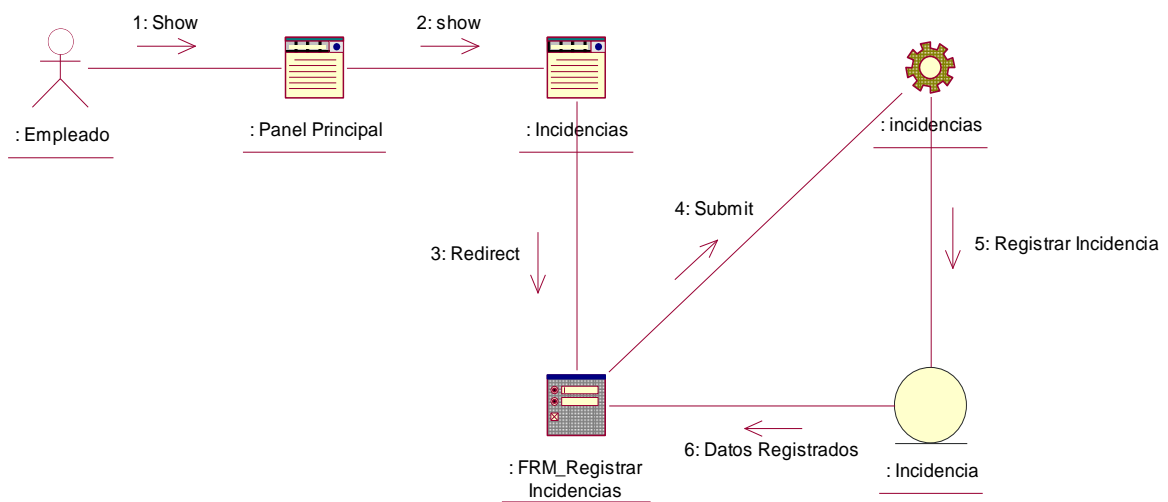 1: Show
2: show
: Empleado
: Panel Principal
: Incidencias
: incidencias
3: Redirect
4: Submit
5: Registrar Incidencia
6: Datos Registrados
: FRM_Registrar
Incidencias
: Incidencia